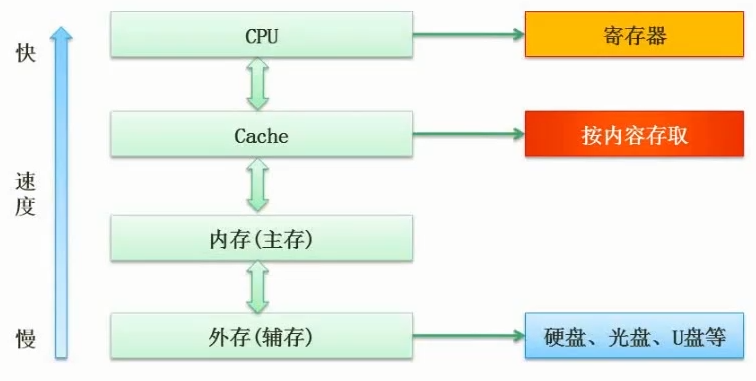 快
CPU
寄存器
Cache
按内容存取
速
度
内存(主存)
慢
外存(辅存)
硬盘、光盘、U盘等